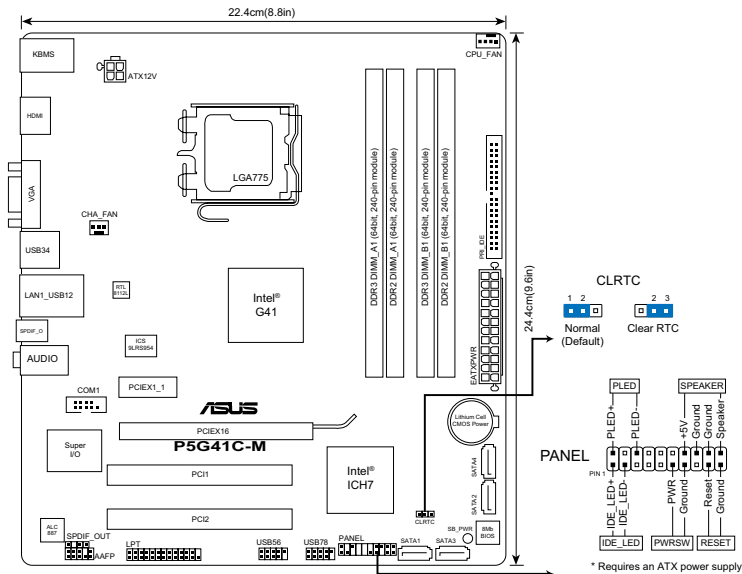 22.4cm(8.8in)
KBMS
CPU_FAN
ATX12V
HDMI
LGA775
VGA
DDR3 DIMM_A1 (64bit, 240-pin module)
DDR2 DIMM_A1 (64bit, 240-pin module)
DDR3 DIMM_B1 (64bit, 240-pin module)
DDR2 DIMM_B1 (64bit, 240-pin module)
PRI_IDE
24.4cm(9.6in)
CHA_FAN
USB34
LAN1_USB12
RTL
8112L
Intel®
G41
EATXPWR
SPDIF_O
AUDIO
ICS
9LRS954
PCIEX1_1
COM1
ASUS
PCIEX16
P5G41C-M
Lithium Cell
CMOS Power
Super
I/O
PCI1
Intel®
ICH7
SATA4
SATA2
PCI2
CLRTC
ALC
887
SPDIF_OUT
AAFP
LPT
USB56
USB78
PANEL
SATA1
SATA3
SB_PWR
8Mb
BIOS
CLRTC
1 2
2 3
Normal
(Default)
Clear RTC
PANEL
PLED
SPEAKER
PLED+
PLED-
+5V
Ground
Ground
Speaker
PIN 1
IDE_LED+
IDE_LED-
PWR
Ground
Reset
Ground
IDE_LED
PWRSW
RESET
* Requires an ATX power supply